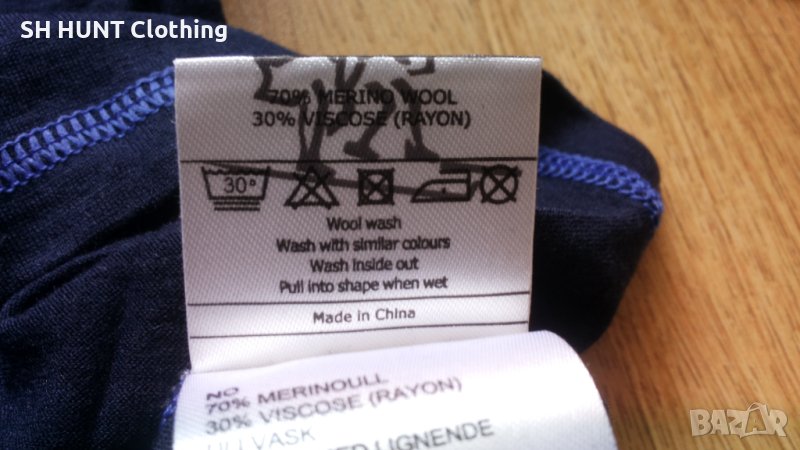 SH HUNT Clothing
70% MERINO WOOL
30% VISCOSE (RAYON)
30°
Wool wash
Wash with similar colours
Wash inside out
Pull into shape when wet
Made in China
NO
70% MERINOULL
30% VISCOSE (RAYON)
ULLVASK
LIGNENDE
BAZAR